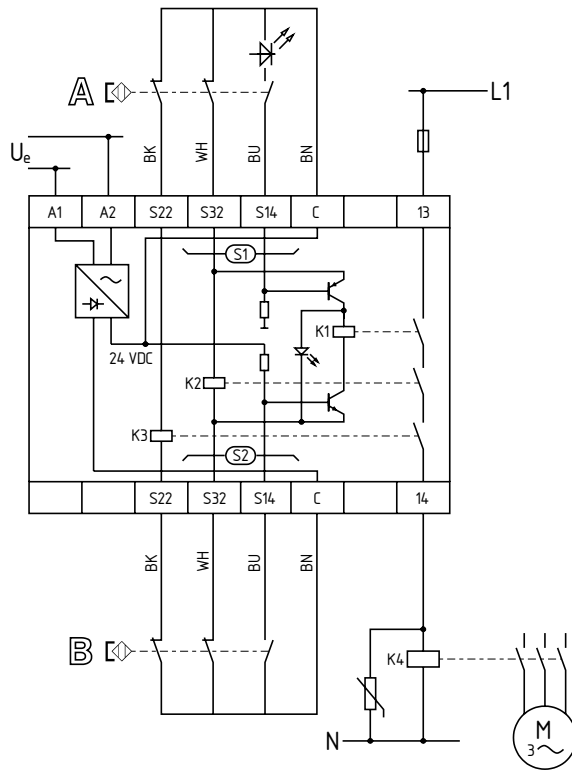 A
L1
BK WH BU BN
Ue
A1 A2 S22 S32 S14 C 13
S1
K1
24 VDC
K2
K3
S2
S22 S32 S14 C 14
BK WH BU BN
B
K4
M
3
N